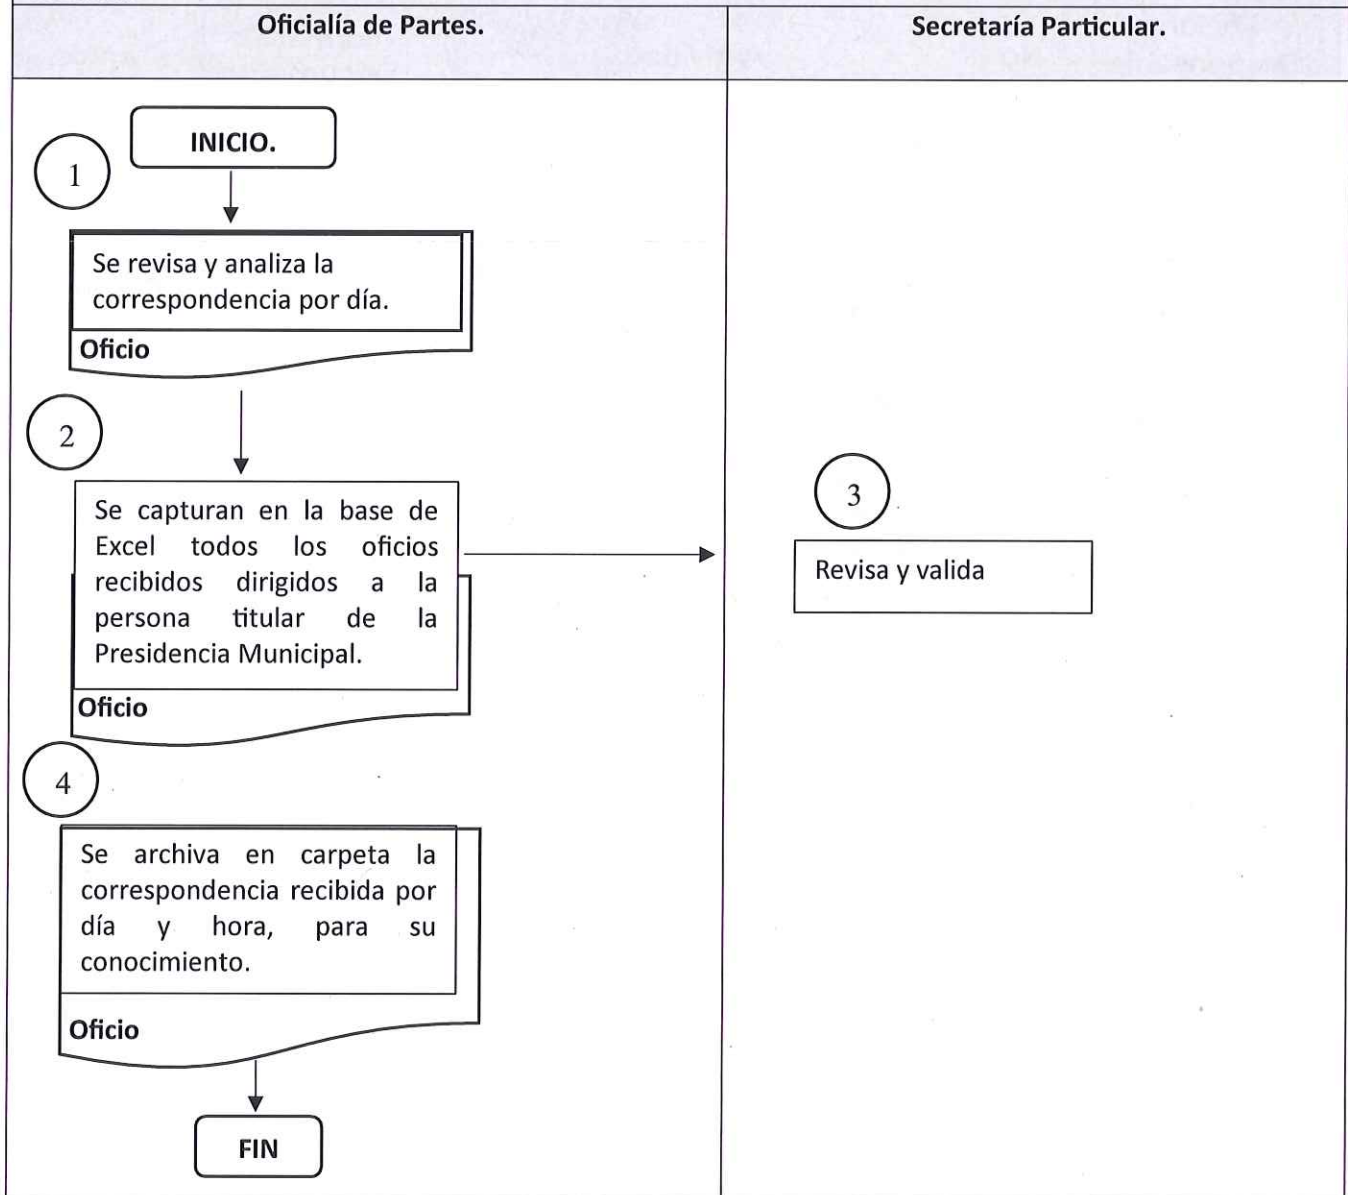 Oficialía de Partes.
Secretaría Particular.
INICIO.
1
Se revisa y analiza la
correspondencia por día.
Oficio
2
Se capturan en la base de
Excel todos los oficios
recibidos dirigidos a la
persona titular de la
Presidencia Municipal.
Oficio
3
Revisa y valida
4
Se archiva en carpeta la
correspondencia recibida por
día y hora, para su
conocimiento.
Oficio
FIN